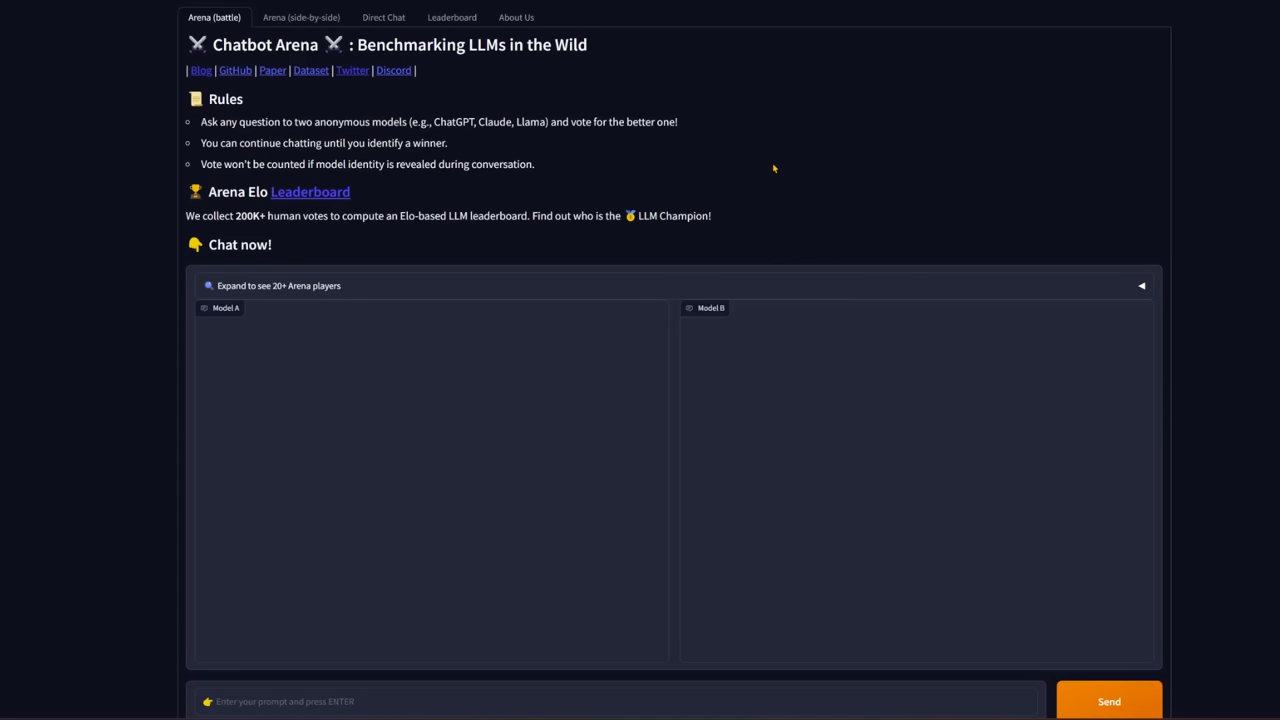 Arena (battle) Arena (side-by-side) Direct Chat Leaderboard About Us
⚔️ Chatbot Arena ⚔️ : Benchmarking LLMs in the Wild
| Blog | GitHub | Paper | Dataset | Twitter | Discord |
📜 Rules
Ask any question to two anonymous models (e.g., ChatGPT, Claude, Llama) and vote for the better one!
You can continue chatting until you identify a winner.
Vote won't be counted if model identity is revealed during conversation.
🏆 Arena Elo Leaderboard
We collect 200K+ human votes to compute an Elo-based LLM leaderboard. Find out who is the 🥇 LLM Champion!
👇 Chat now!
🔍 Expand to see 20+ Arena players ◀
Model A Model B
👉 Enter your prompt and press ENTER Send